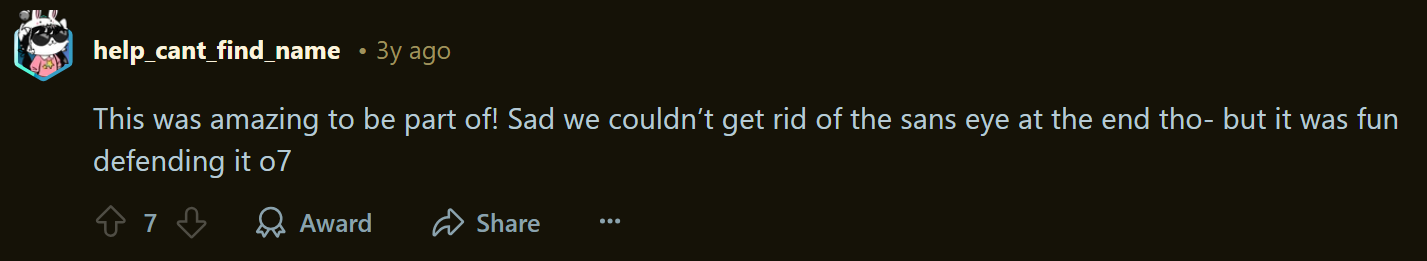 help_cant_find_name • 3y ago
This was amazing to be part of! Sad we couldn’t get rid of the sans eye at the end tho- but it was fun
defending it o7
7 Award Share ···